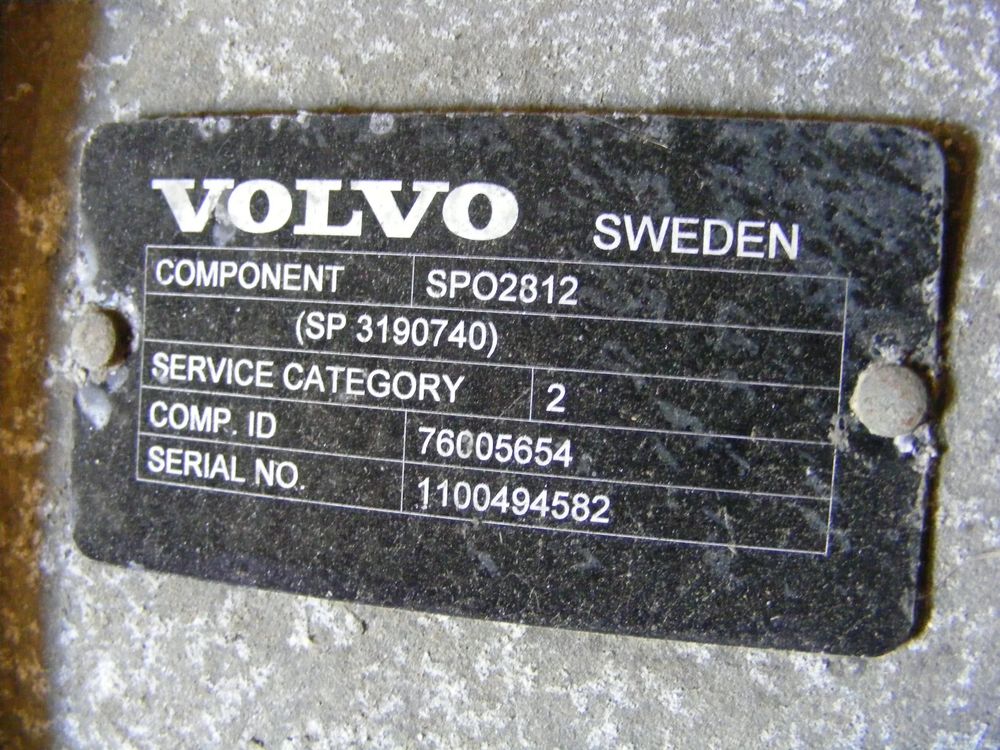 VOLVO SWEDEN
COMPONENT SPO2812
(SP 3190740)
SERVICE CATEGORY 2
COMP. ID 76005654
SERIAL NO. 1100494582